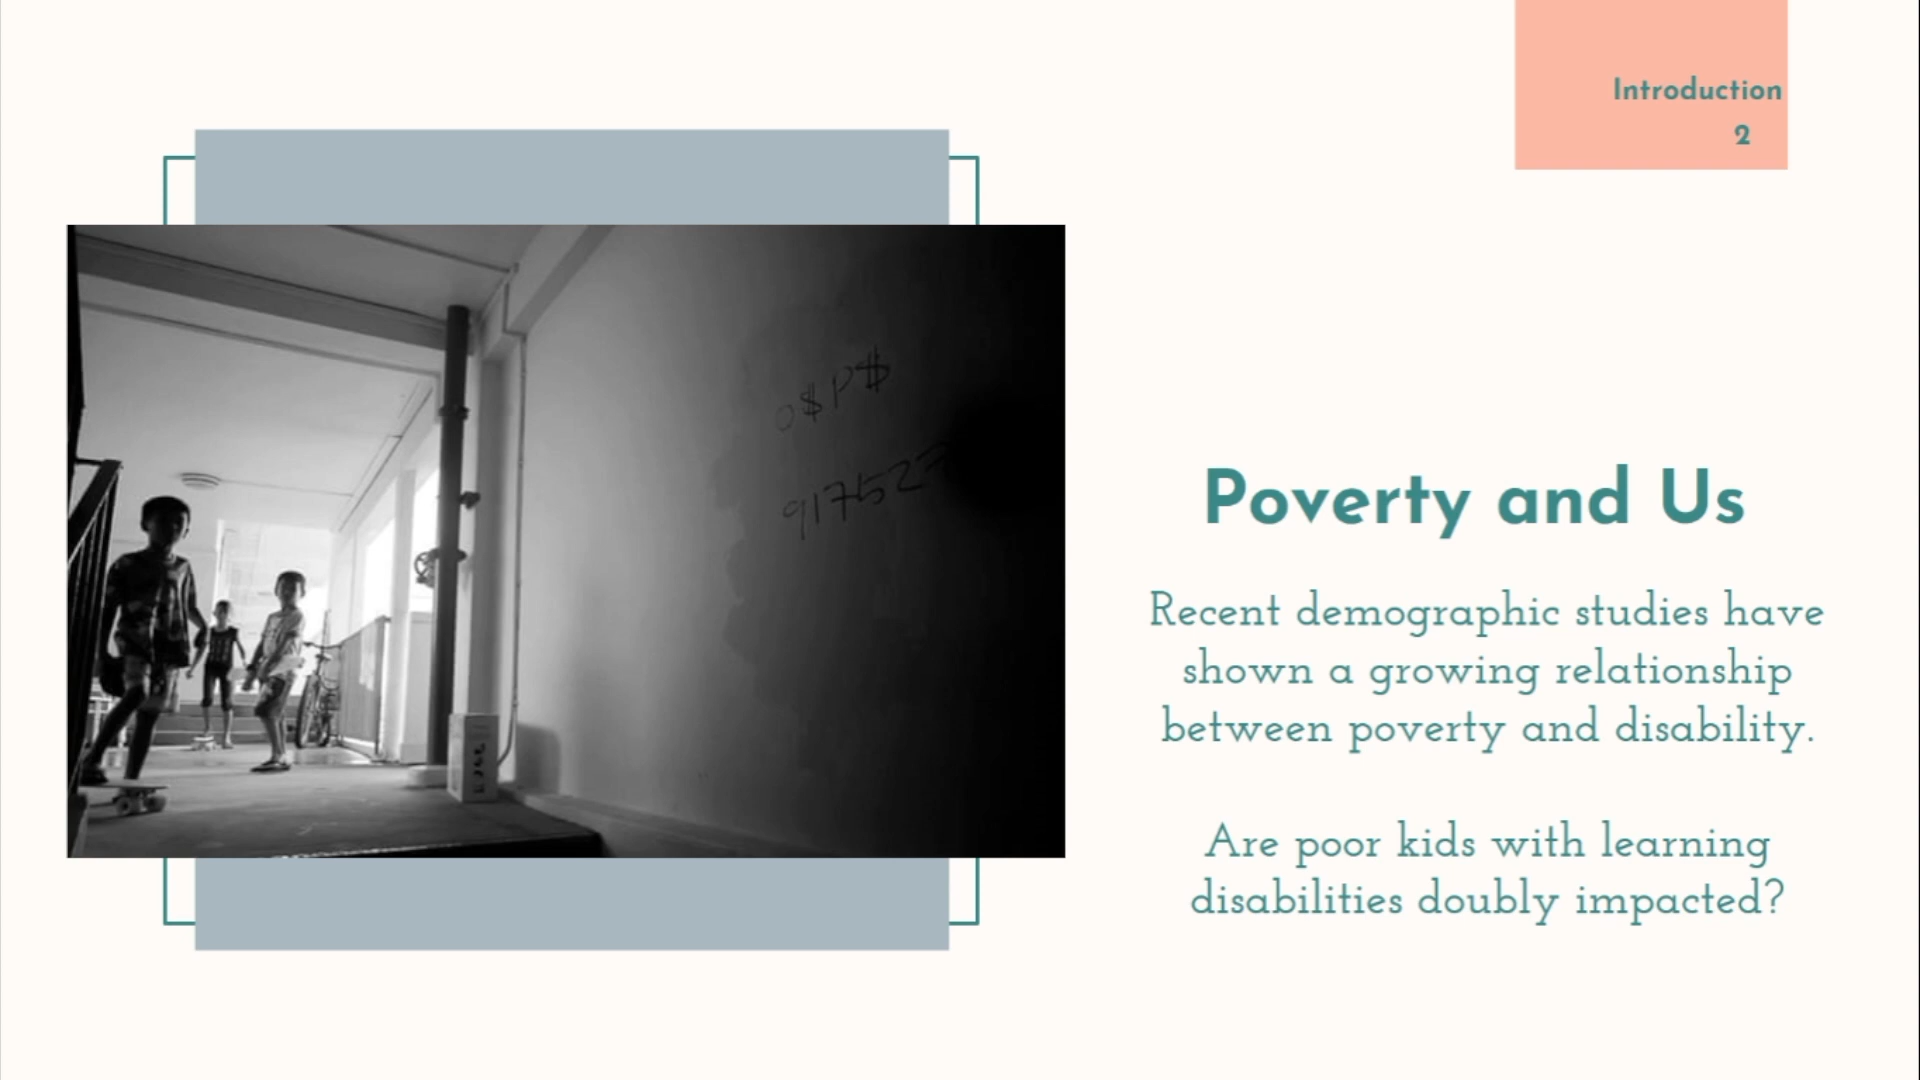 Introduction
2
O$P$
917527
Poverty and Us
Recent demographic studies have
shown a growing relationship
between poverty and disability.
Are poor kids with learning
disabilities doubly impacted?